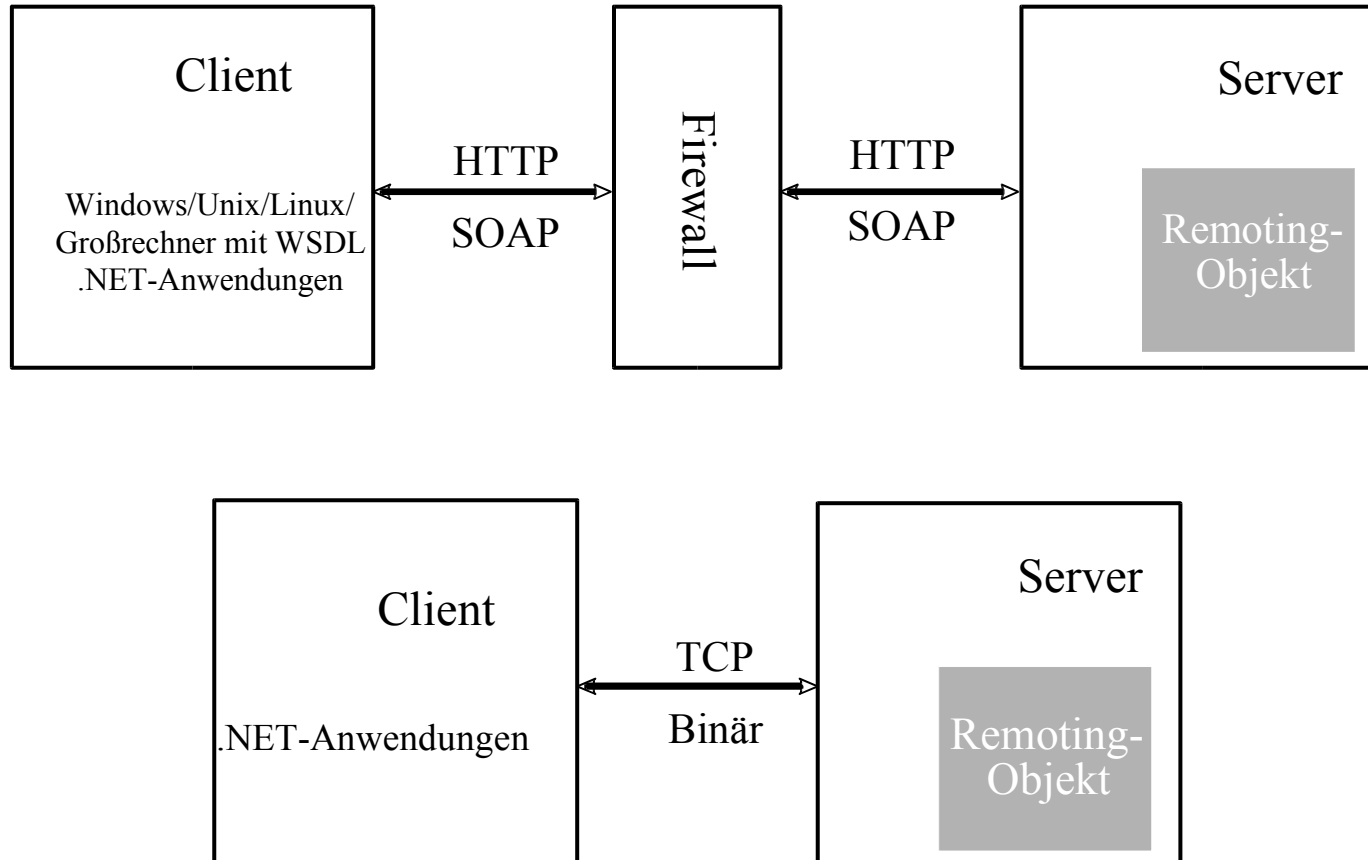 Client
Windows/Unix/Linux/
Großrechner mit WSDL
.NET-Anwendungen
HTTP
SOAP
Firewall
HTTP
SOAP
Server
Remoting-
Objekt
Client
.NET-Anwendungen
TCP
Binär
Server
Remoting-
Objekt